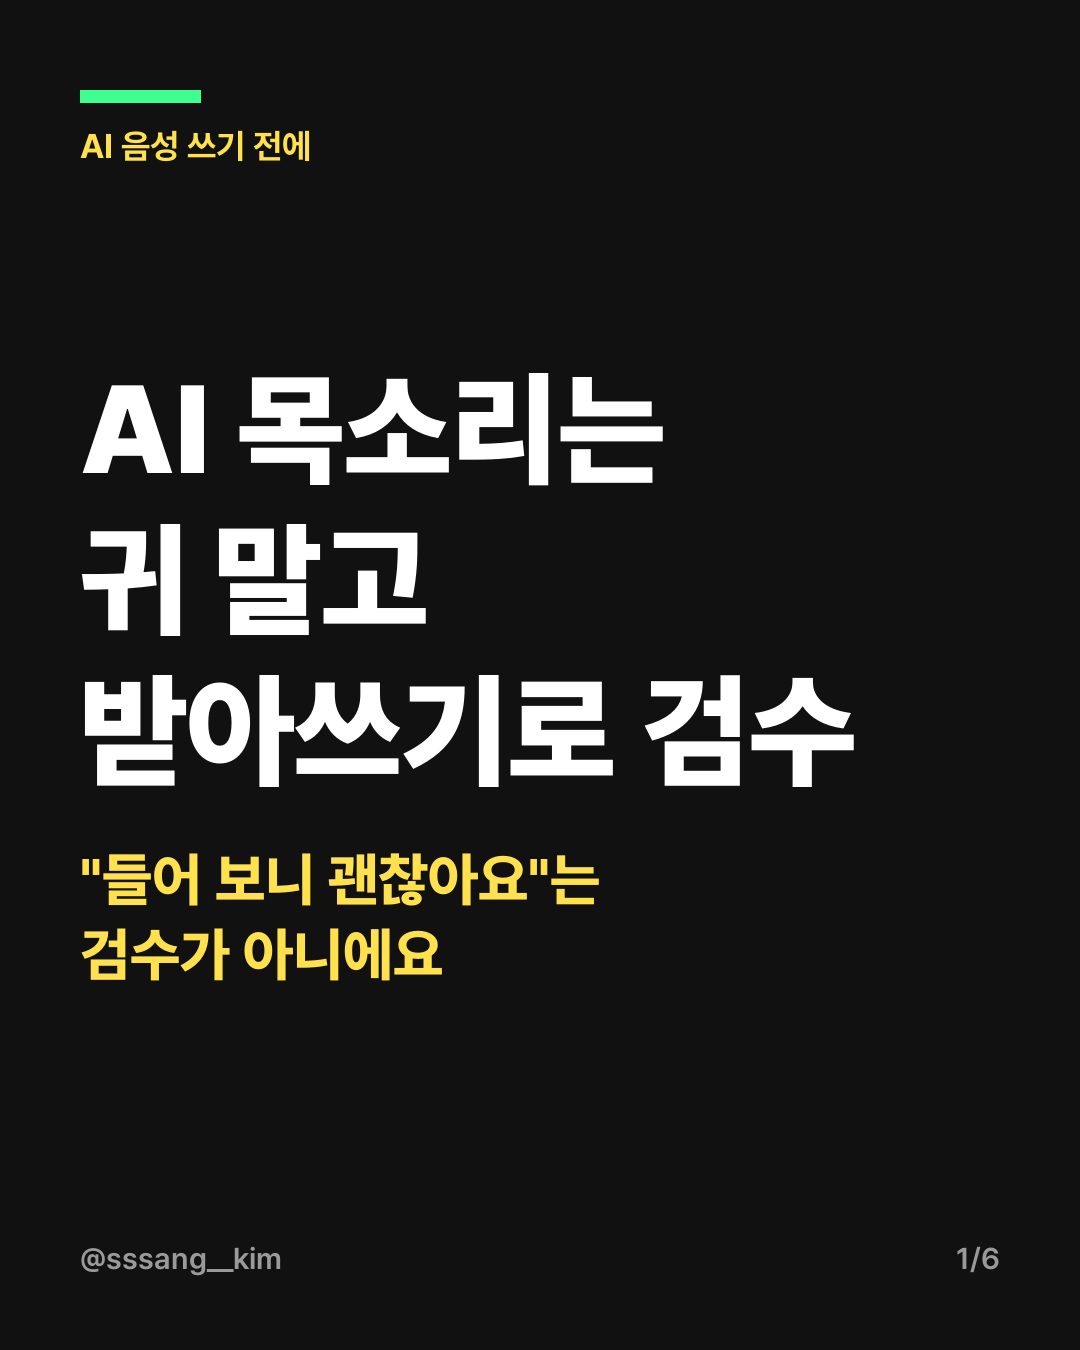 AI 음성 쓰기 전에
AI 목소리는
귀 말고
받아쓰기로 검수
"들어 보니 괜찮아요"는
검수가 아니에요
@sssang__kim
1/6